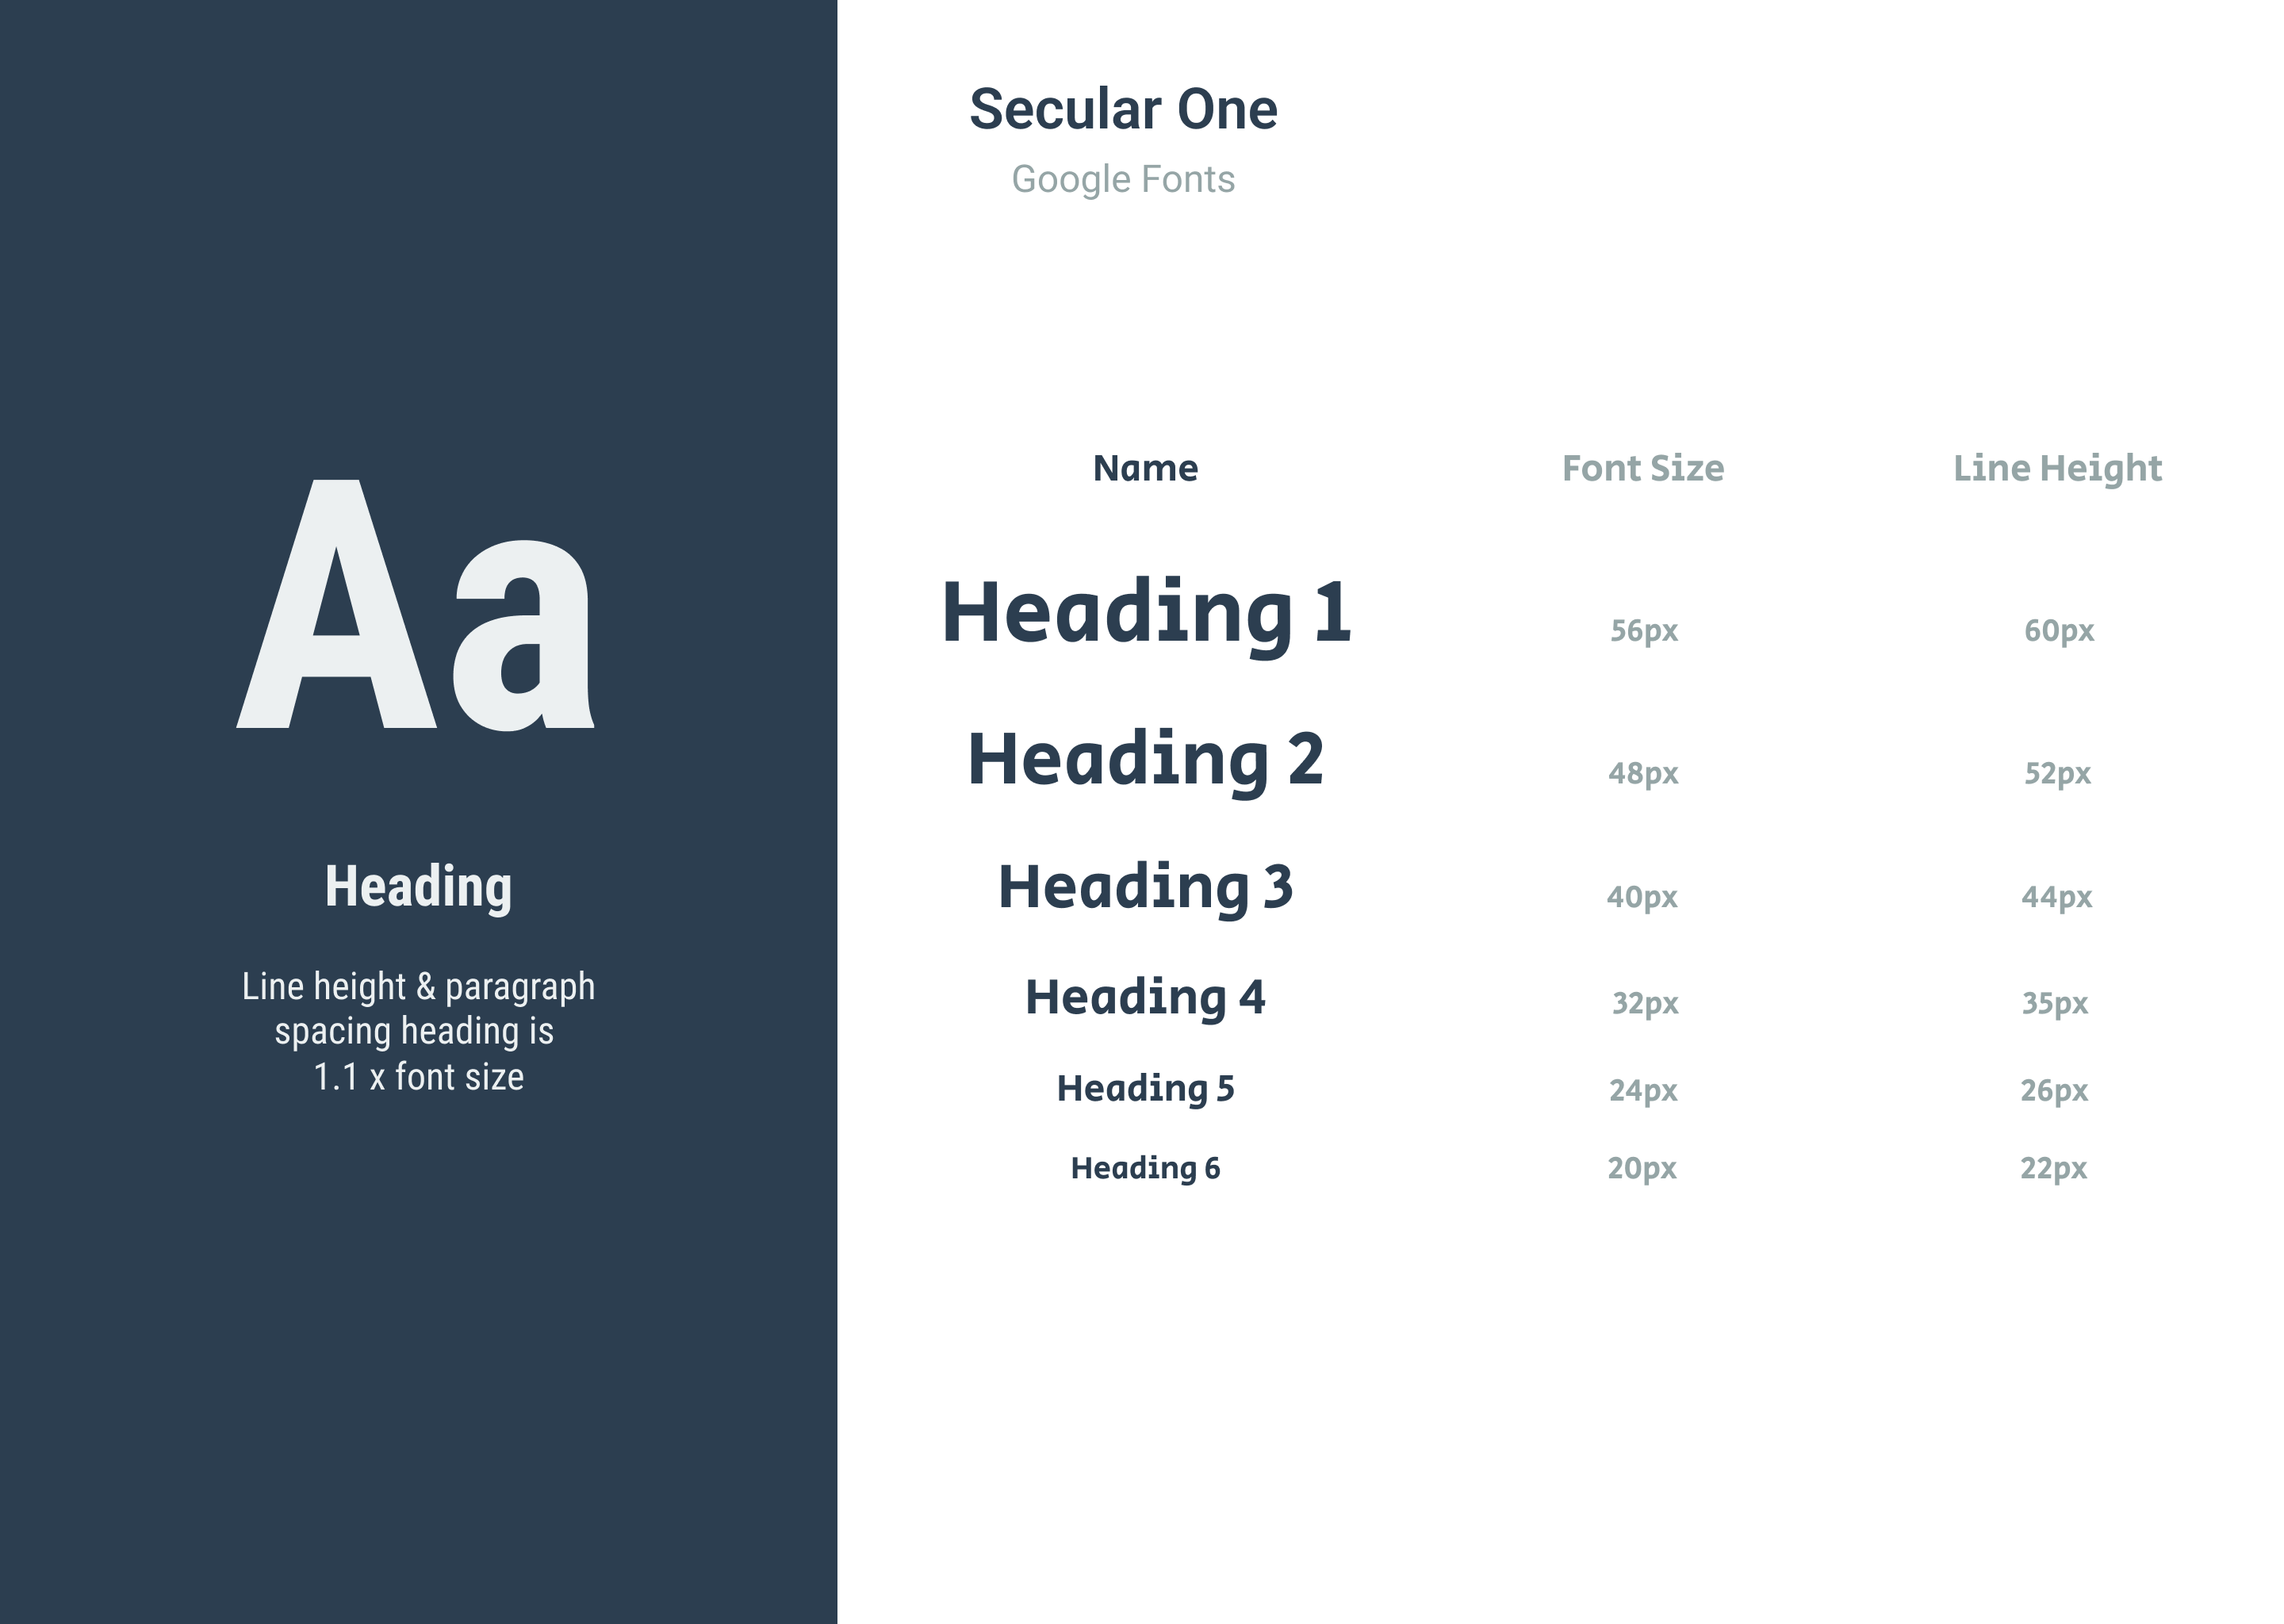 Aa
Heading
Line height & paragraph
spacing heading is
1.1 x font size
Secular One
Google Fonts
Name Font Size Line Height
Heading 1 56px 60px
Heading 2 48px 52px
Heading 3 40px 44px
Heading 4 32px 35px
Heading 5 24px 26px
Heading 6 20px 22px